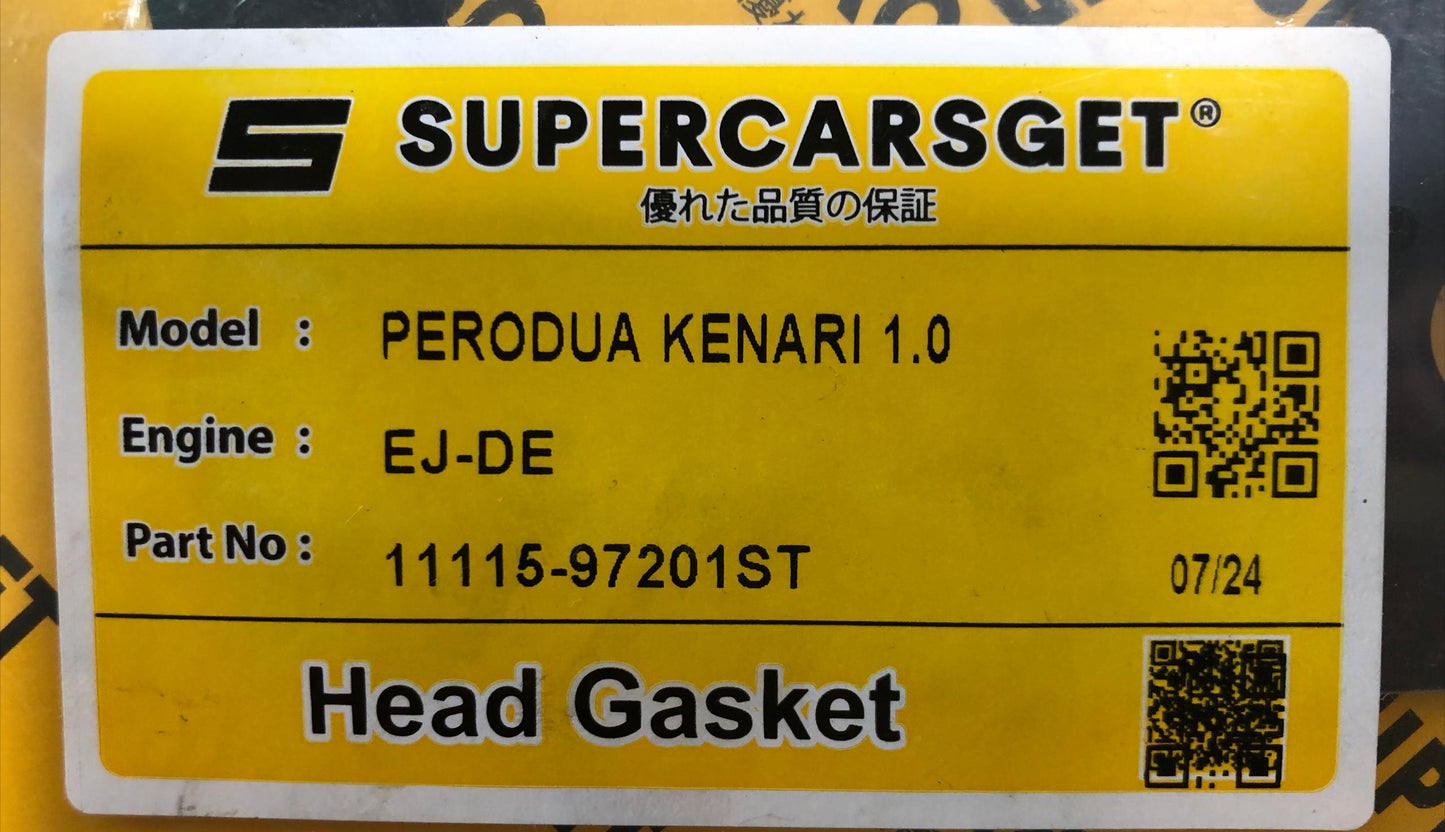 SUPERCARSGET®
優れた品質の保証
Model : PERODUA KENARI 1.0
Engine : EJ-DE
Part No : 11115-97201ST
07/24
Head Gasket